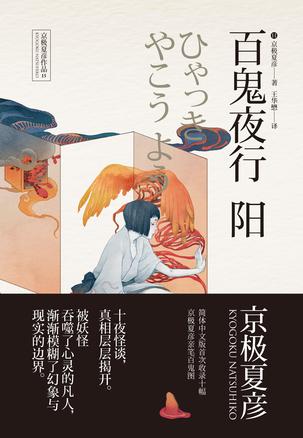 京极夏彦作品
15
ひゃっき
やこう よう
[日]京极夏彦——著
王华懋——译
百鬼夜行 阳
十夜怪谈,
真相层层揭开。
被妖怪
吞噬了心灵的凡人,
渐渐模糊了幻象与
现实的边界。
简体中文版首次收录十幅
京极夏彦亲笔百鬼图
京极夏彦
KYOGOKU NATSUHIKO